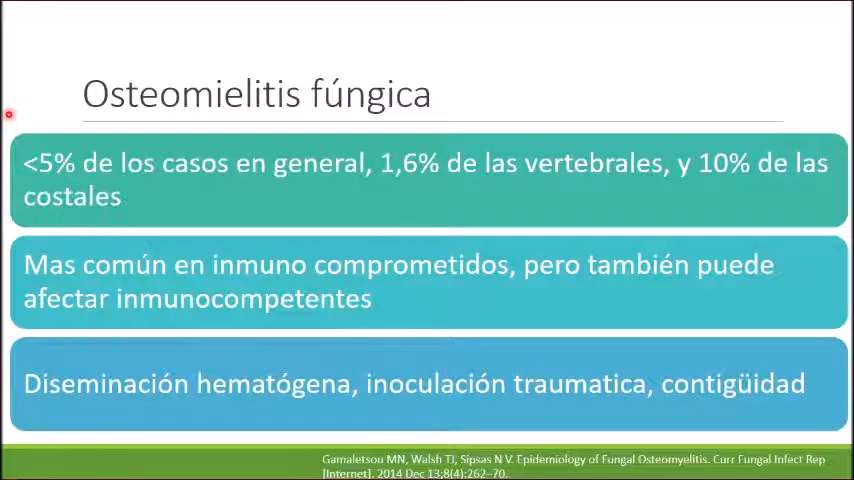 Osteomielitis fúngica
<5% de los casos en general, 1,6% de las vertebrales, y 10% de las
costales
Mas común en inmuno comprometidos, pero también puede
afectar inmunocompetentes
Diseminación hematógena, inoculación traumatica, contigüidad
Gamaletsou MN, Walsh TJ, Sipsas N V. Epidemiology of Fungal Osteomyelitis. Curr Fungal Infect Rep
[Internet]. 2014 Dec 13;8(4):262–70.